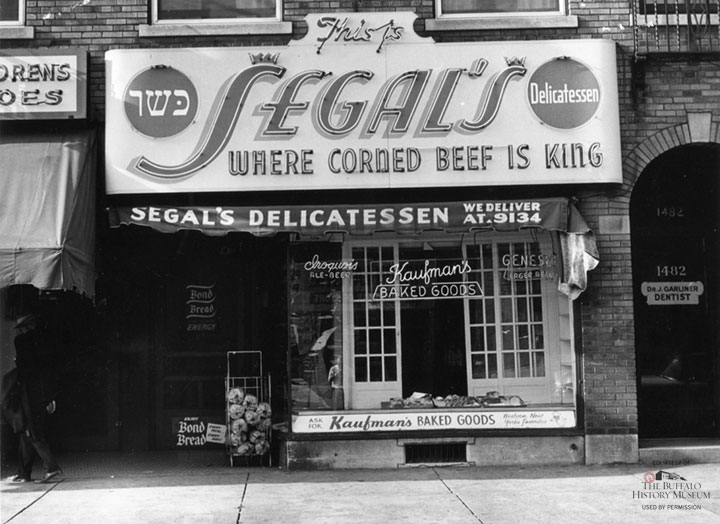 This is
SEGAL'S
כשר
Delicatessen
WHERE CORNED BEEF IS KING
ORENS
OES
SEGAL'S DELICATESSEN
WE DELIVER
AT. 9134
Iroquois
ALE-BEER
Kaufman's
BAKED GOODS
GENES
LAGER BEER
Bond
Bread
ENERGY
1482
1482
DR. J. GARLINER
DENTIST
ENJOY
Bond
Bread
ASK
FOR
Kaufman's BAKED GOODS
THE BUFFALO
HISTORY MUSEUM
USED BY PERMISSION